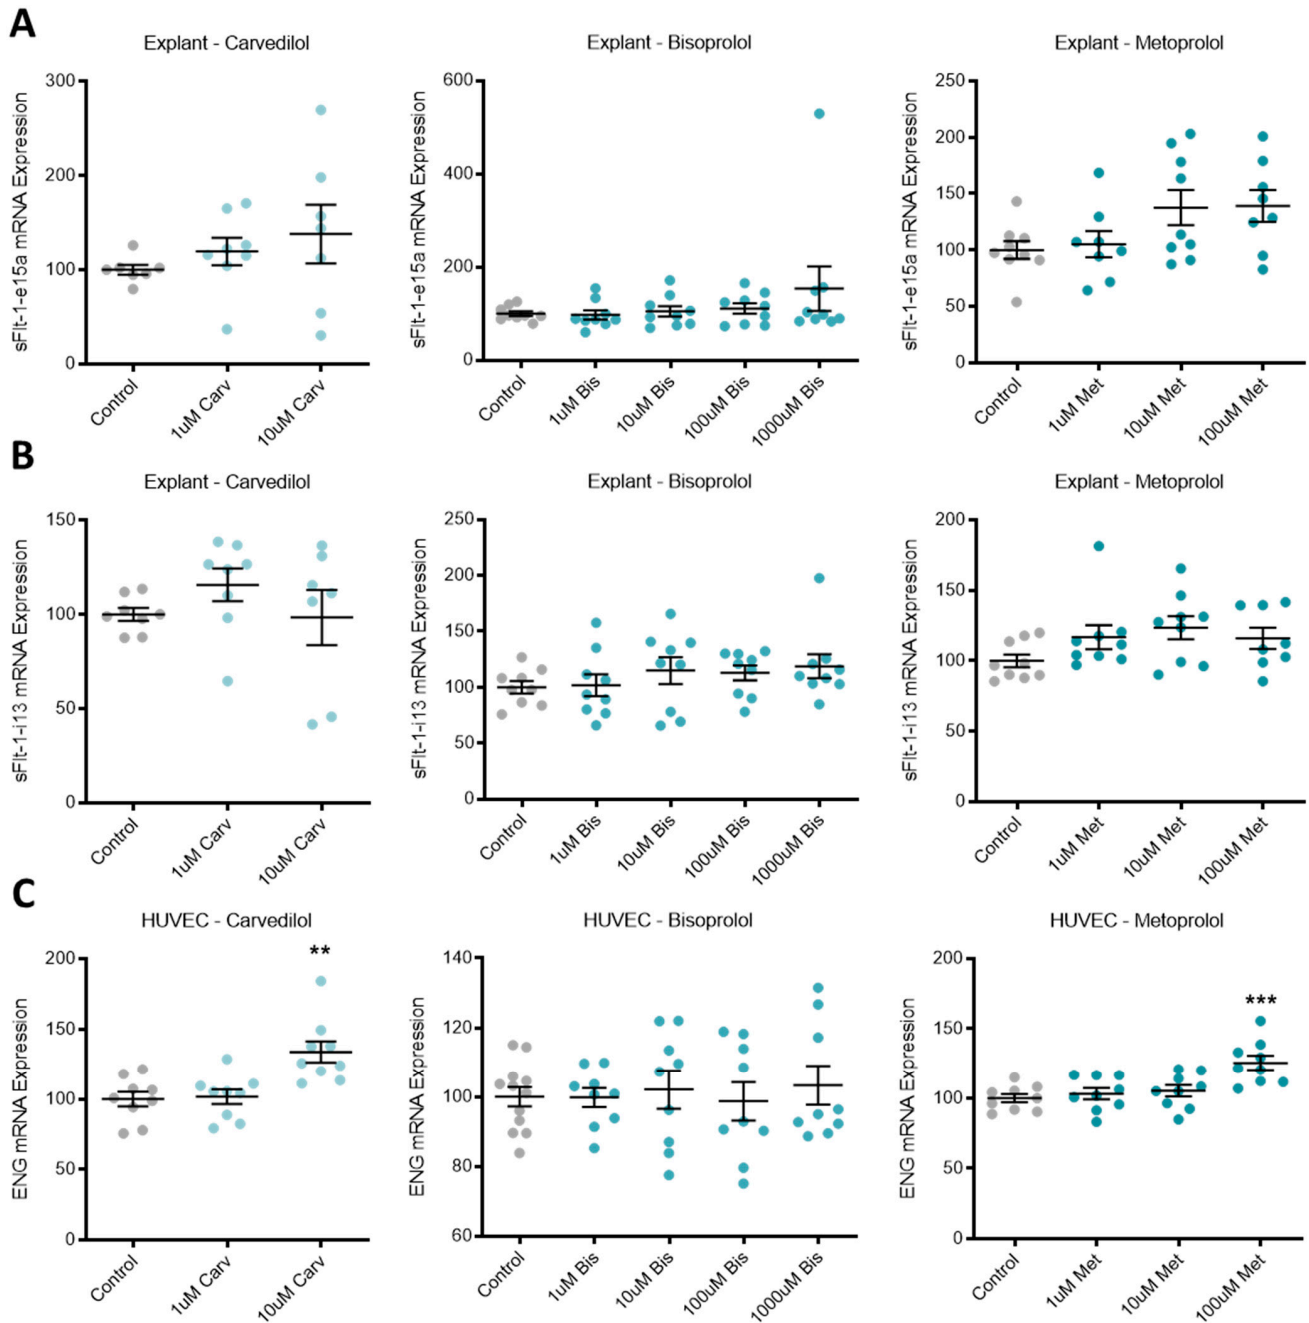 A
Explant - Carvedilol
sFlt-1-e15a mRNA Expression
300
200
100
0
Control
1uM Carv
10uM Carv
Explant - Bisoprolol
sFlt-1-e15a mRNA Expression
600
400
200
0
Control
1uM Bis
10uM Bis
100uM Bis
1000uM Bis
Explant - Metoprolol
sFlt-1-e15a mRNA Expression
250
200
150
100
50
0
Control
1uM Met
10uM Met
100uM Met
B
Explant - Carvedilol
sFlt-1-i13 mRNA Expression
150
100
50
0
Control
1uM Carv
10uM Carv
Explant - Bisoprolol
sFlt-1-i13 mRNA Expression
250
200
150
100
50
0
Control
1uM Bis
10uM Bis
100uM Bis
1000uM Bis
Explant - Metoprolol
sFlt-1-i13 mRNA Expression
200
150
100
50
0
Control
1uM Met
10uM Met
100uM Met
C
HUVEC - Carvedilol
ENG mRNA Expression
200
150
100
50
0
**
Control
1uM Carv
10uM Carv
HUVEC - Bisoprolol
ENG mRNA Expression
140
120
100
80
60
Control
1uM Bis
10uM Bis
100uM Bis
1000uM Bis
HUVEC - Metoprolol
ENG mRNA Expression
200
150
100
50
0
***
Control
1uM Met
10uM Met
100uM Met